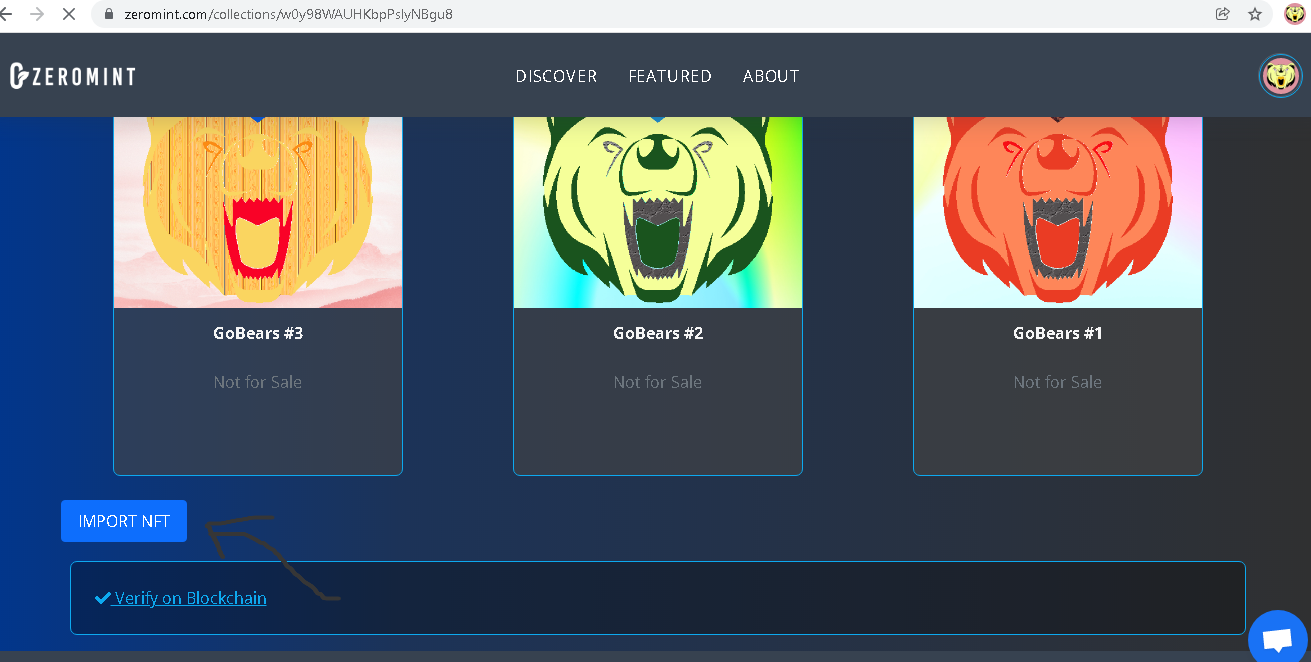 zeromint.com/collections/w0y98WAUHKbpPslyNBgu8
ZEROMINT
DISCOVER FEATURED ABOUT
GoBears #3
Not for Sale
GoBears #2
Not for Sale
GoBears #1
Not for Sale
IMPORT NFT
Verify on Blockchain